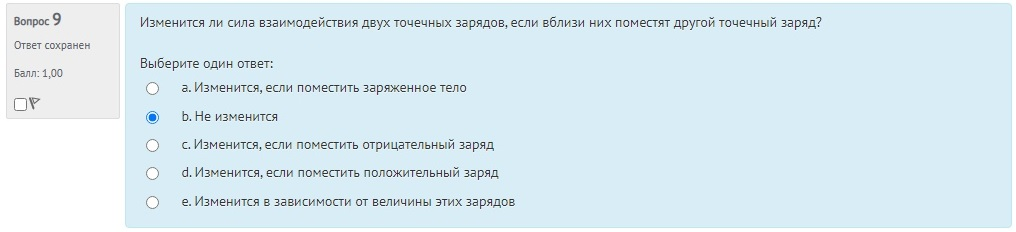 Вопрос 9
Ответ сохранен
Балл: 1,00
Изменится ли сила взаимодействия двух точечных зарядов, если вблизи них поместят другой точечный заряд?
Выберите один ответ:
a. Изменится, если поместить заряженное тело
b. Не изменится
c. Изменится, если поместить отрицательный заряд
d. Изменится, если поместить положительный заряд
e. Изменится в зависимости от величины этих зарядов